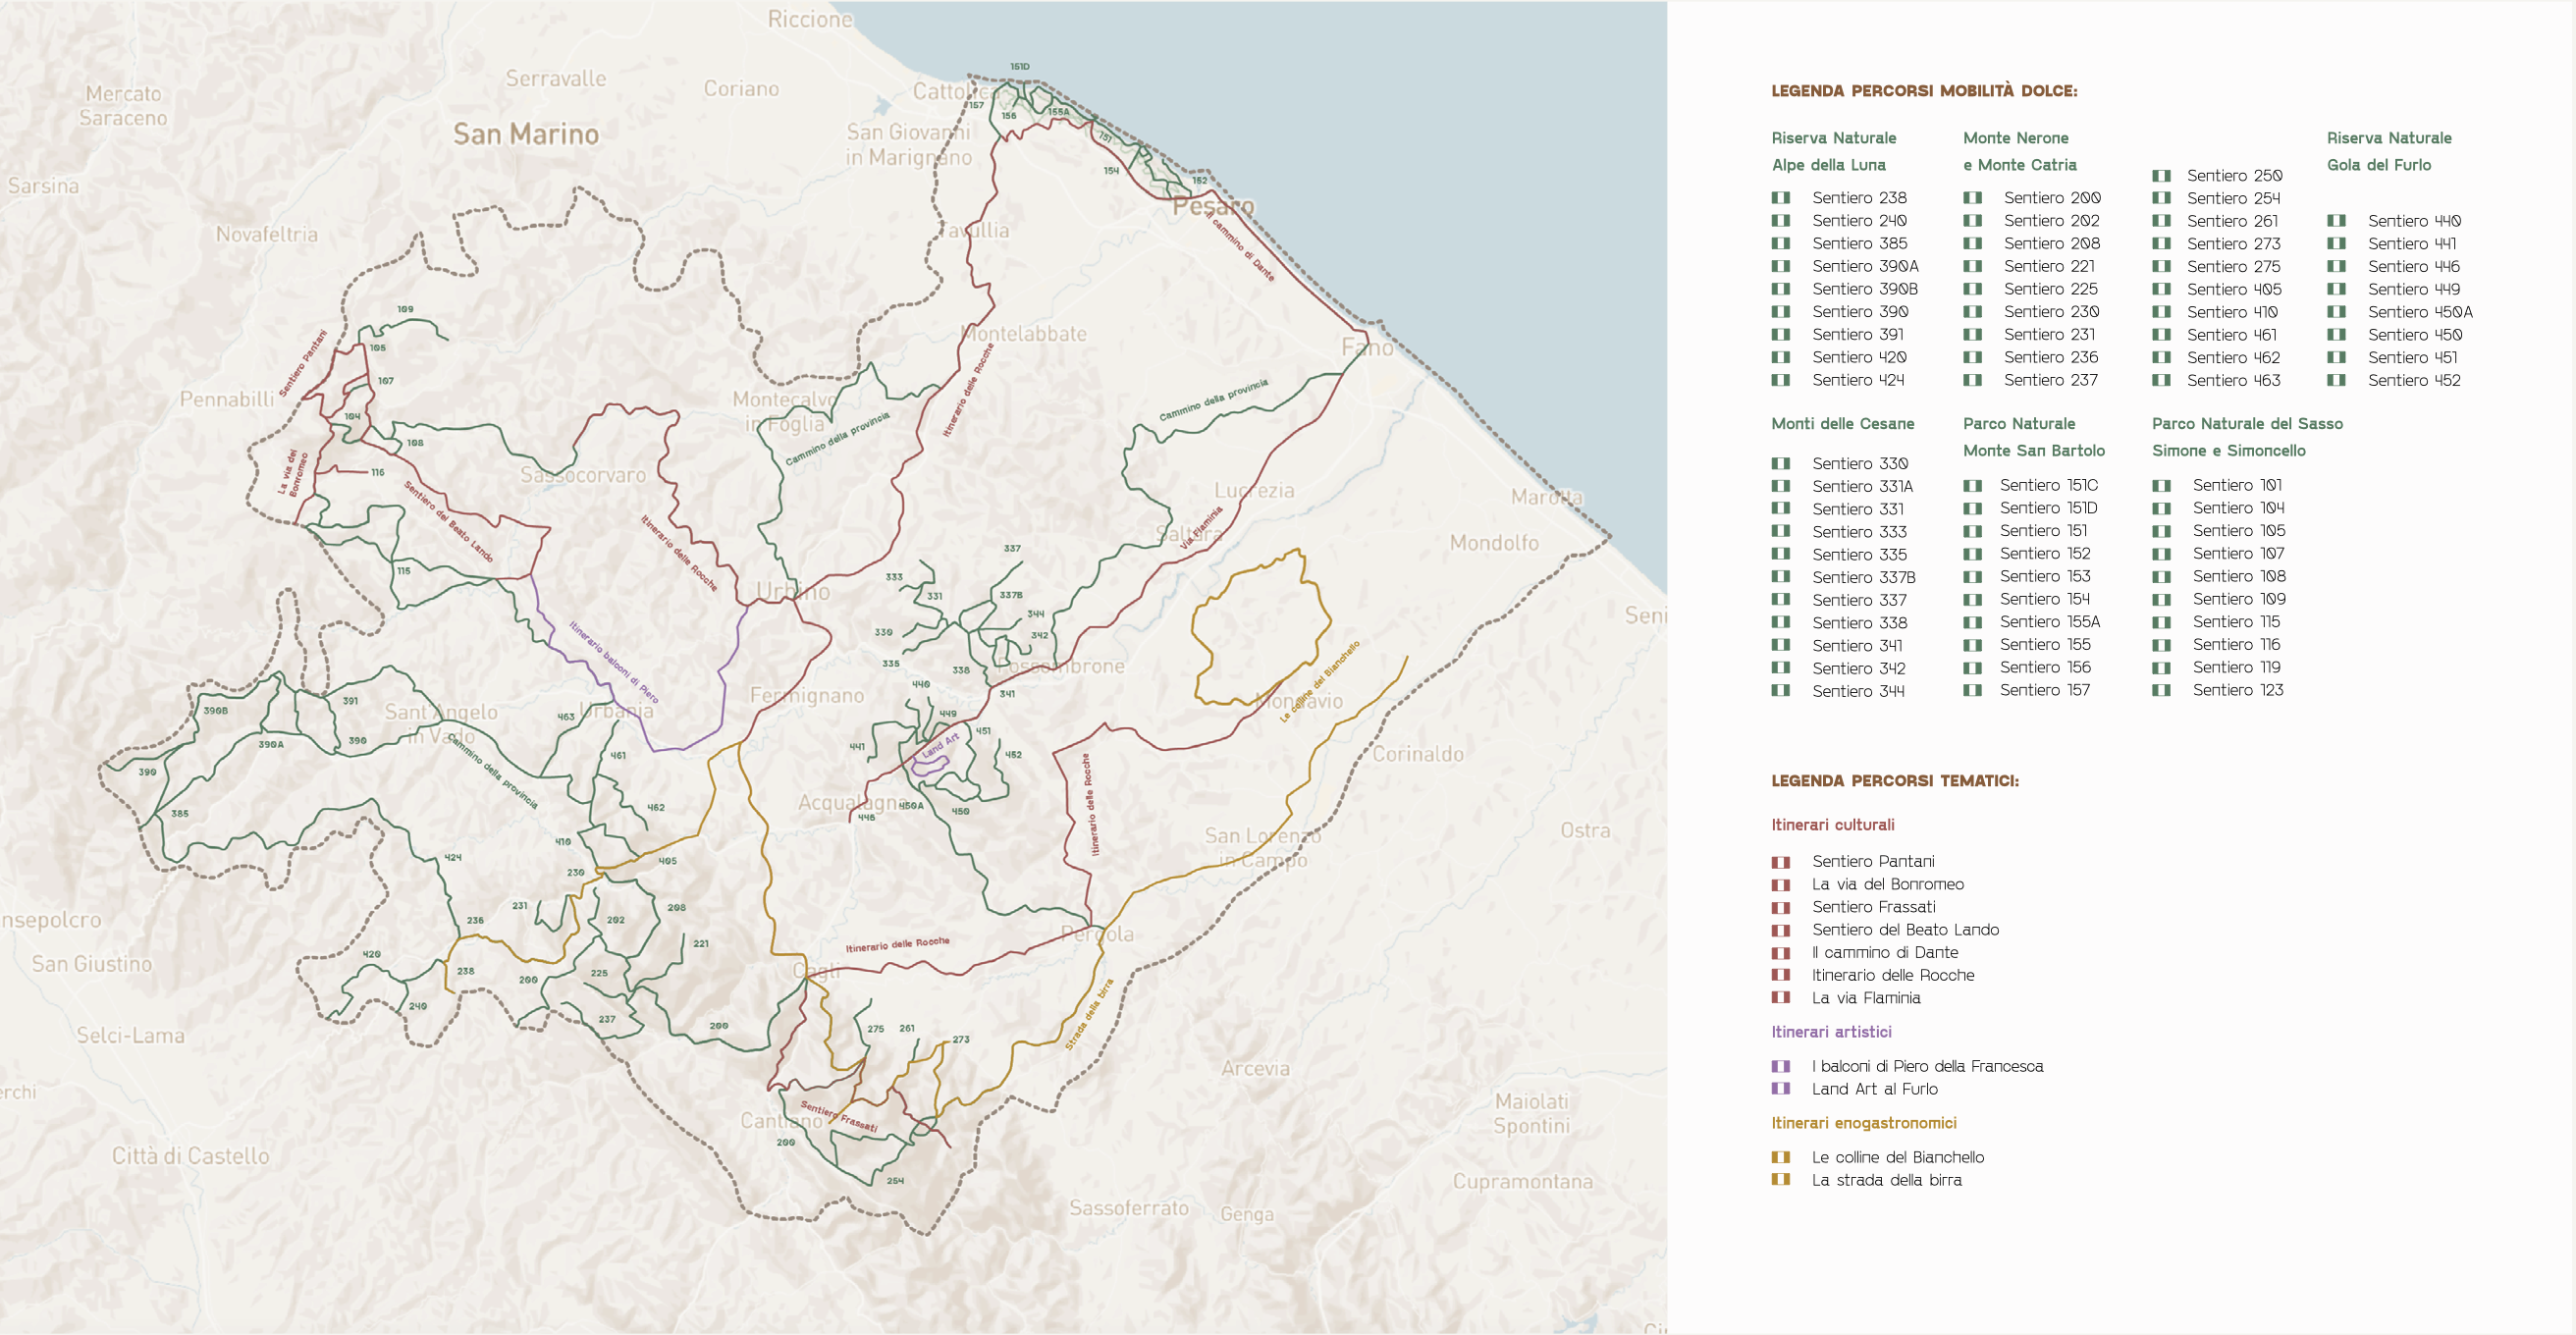 Riccione
Serravalle
Coriano
Mercato
Saraceno
San Marino
Cattolica
San Giovanni
in Marignano
Sarsina
Novafeltria
Tavullia
Pesaro
Montelabbate
Fano
Pennabilli
Montecalvo
in Foglia
Sassocorvaro
Lucrezia
Marotta
Saltara
Mondolfo
Urbino
Seni
Fossombrone
Fermignano
Sant'Angelo
in Vado
Urbania
Mondavio
Corinaldo
Acqualagna
San Lorenzo
in Campo
Ostra
nsepolcro
Pergola
San Giustino
Cagli
Selci-Lama
Arcevia
erchi
Cantiano
Maiolati
Spontini
Città di Castello
Cupramontana
Sassoferrato
Genga
151D
157
156
155A
151
154
152
Il cammino di Dante
109
105
Sentiero Pantani
107
104
108
116
La via del
Bonromeo
Sentiero del Beato Lando
115
Itinerario delle Rocche
Cammino della provincia
Itinerario delle Rocche
Cammino della provincia
Via Flaminia
337
333
331
337B
344
330
342
335
338
341
Itinerario balconi di Piero
Le colline del Bianchello
440
449
451
441
Land Art
452
446
450A
450
390B
391
390A
390
463
461
Cammino della provincia
390
385
462
410
405
424
230
231
202
208
236
221
420
238
200
225
240
237
200
Itinerario delle Rocche
Itinerario delle Rocche
Strada della birra
275
261
273
Sentiero Frassati
200
254
LEGENDA PERCORSI MOBILITÀ DOLCE:
Riserva Naturale
Alpe della Luna
Sentiero 238
Sentiero 240
Sentiero 385
Sentiero 390A
Sentiero 390B
Sentiero 390
Sentiero 391
Sentiero 420
Sentiero 424
Monte Nerone
e Monte Catria
Sentiero 200
Sentiero 202
Sentiero 208
Sentiero 221
Sentiero 225
Sentiero 230
Sentiero 231
Sentiero 236
Sentiero 237
Sentiero 250
Sentiero 254
Sentiero 261
Sentiero 273
Sentiero 275
Sentiero 405
Sentiero 410
Sentiero 461
Sentiero 462
Sentiero 463
Riserva Naturale
Gola del Furlo
Sentiero 440
Sentiero 441
Sentiero 446
Sentiero 449
Sentiero 450A
Sentiero 450
Sentiero 451
Sentiero 452
Monti delle Cesane
Sentiero 330
Sentiero 331A
Sentiero 331
Sentiero 333
Sentiero 335
Sentiero 337B
Sentiero 337
Sentiero 338
Sentiero 341
Sentiero 342
Sentiero 344
Parco Naturale
Monte San Bartolo
Sentiero 151C
Sentiero 151D
Sentiero 151
Sentiero 152
Sentiero 153
Sentiero 154
Sentiero 155A
Sentiero 155
Sentiero 156
Sentiero 157
Parco Naturale del Sasso
Simone e Simoncello
Sentiero 101
Sentiero 104
Sentiero 105
Sentiero 107
Sentiero 108
Sentiero 109
Sentiero 115
Sentiero 116
Sentiero 119
Sentiero 123
LEGENDA PERCORSI TEMATICI:
Itinerari culturali
Sentiero Pantani
La via del Bonromeo
Sentiero Frassati
Sentiero del Beato Lando
Il cammino di Dante
Itinerario delle Rocche
La via Flaminia
Itinerari artistici
I balconi di Piero della Francesca
Land Art al Furlo
Itinerari enogastronomici
Le colline del Bianchello
La strada della birra